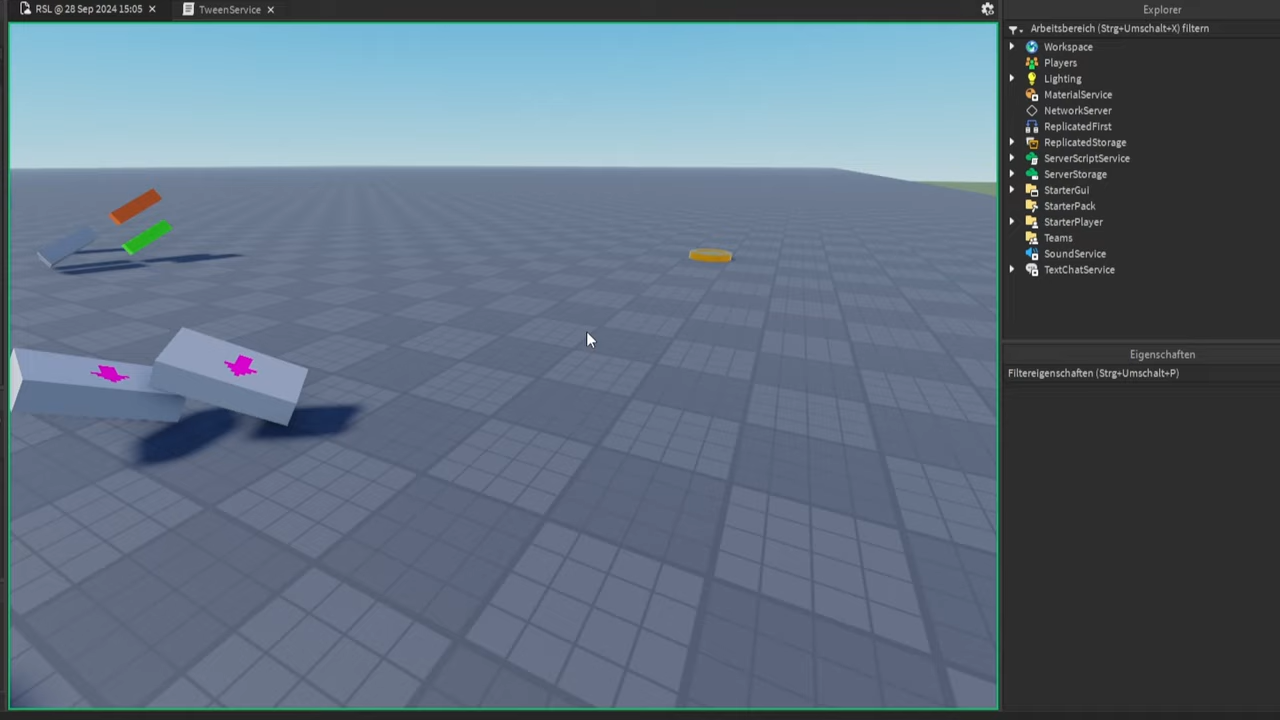 RSL @ 28 Sep 2024 15:05
TweenService
Explorer
Arbeitsbereich (Strg+Umschalt+X) filtern
Workspace
Players
Lighting
MaterialService
NetworkServer
ReplicatedFirst
ReplicatedStorage
ServerScriptService
ServerStorage
StarterGui
StarterPack
StarterPlayer
Teams
SoundService
TextChatService
Eigenschaften
Filtereigenschaften (Strg+Umschalt+P)